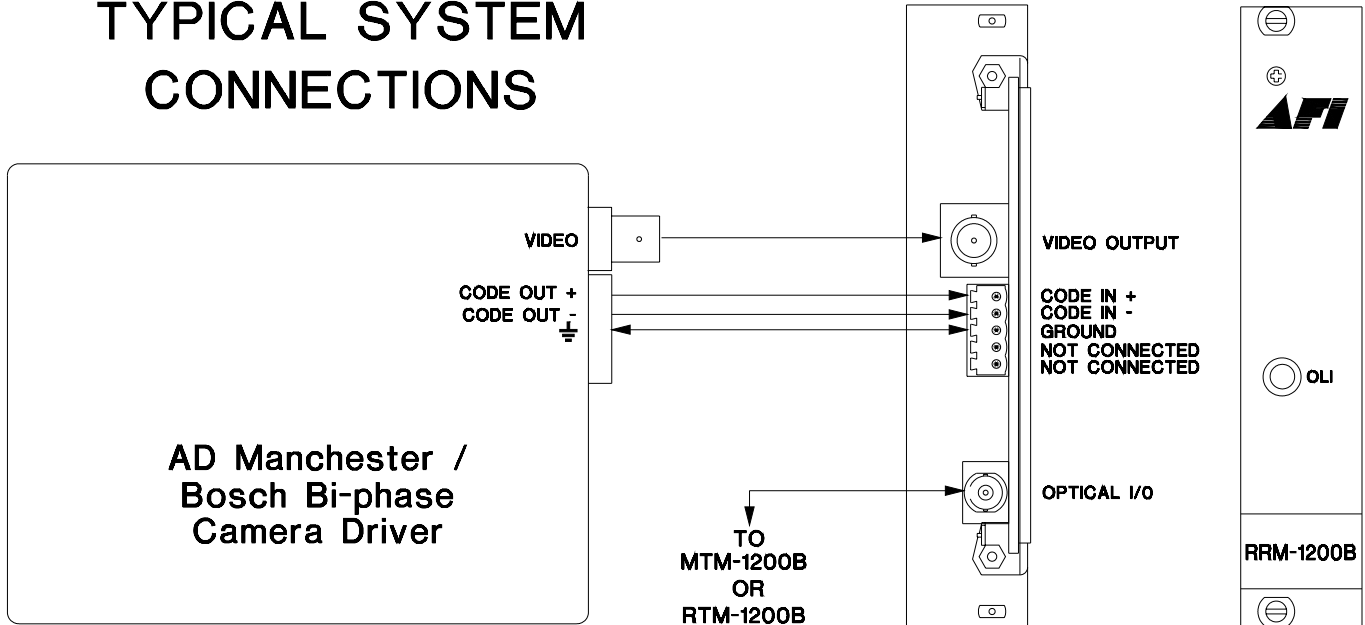 TYPICAL SYSTEM
CONNECTIONS
VIDEO
CODE OUT +
CODE OUT -
AD Manchester /
Bosch Bi-phase
Camera Driver
VIDEO OUTPUT
CODE IN +
CODE IN -
GROUND
NOT CONNECTED
NOT CONNECTED
OPTICAL I/O
TO
MTM-1200B
OR
RTM-1200B
AFI
OLI
RRM-1200B